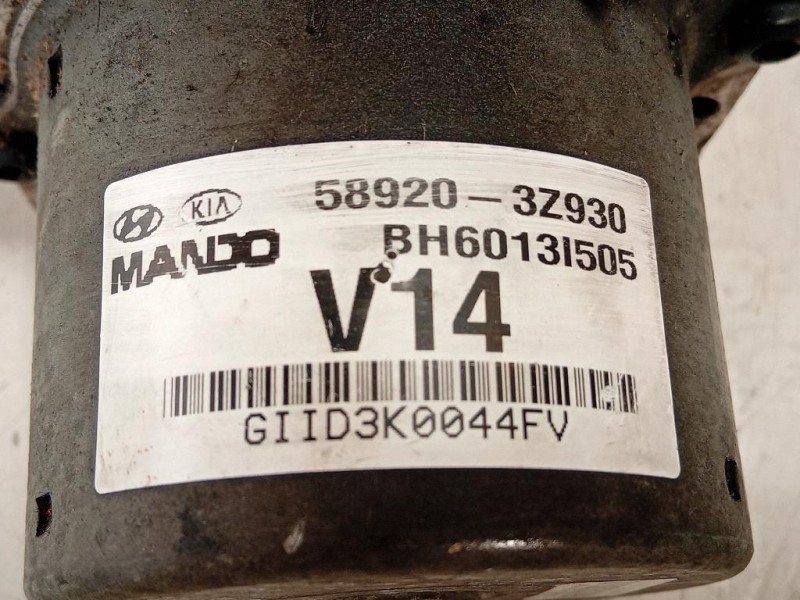 KIA 58920-3Z930
MANDO BH6013I505
V14
GIID3K0044FV